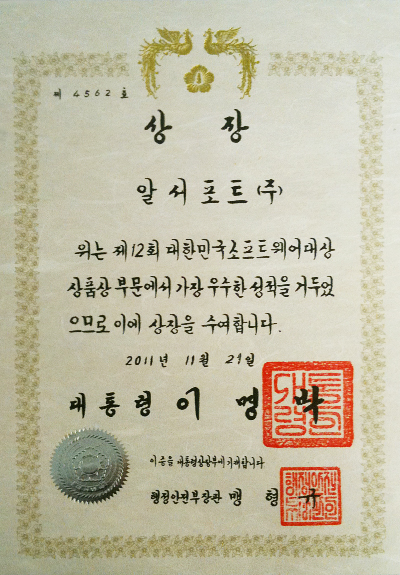 제 4562 호
상 장
알서포트(주)
위는 제12회 대한민국소프트웨어대상
상품상 부문에서 가장 우수한 성적을 거두었
으므로 이에 상장을 수여합니다.
2011년 11월 29일
대통령 이 명 박
이 증을 대통령상장부에 기재합니다
행정안전부장관 맹 형 규